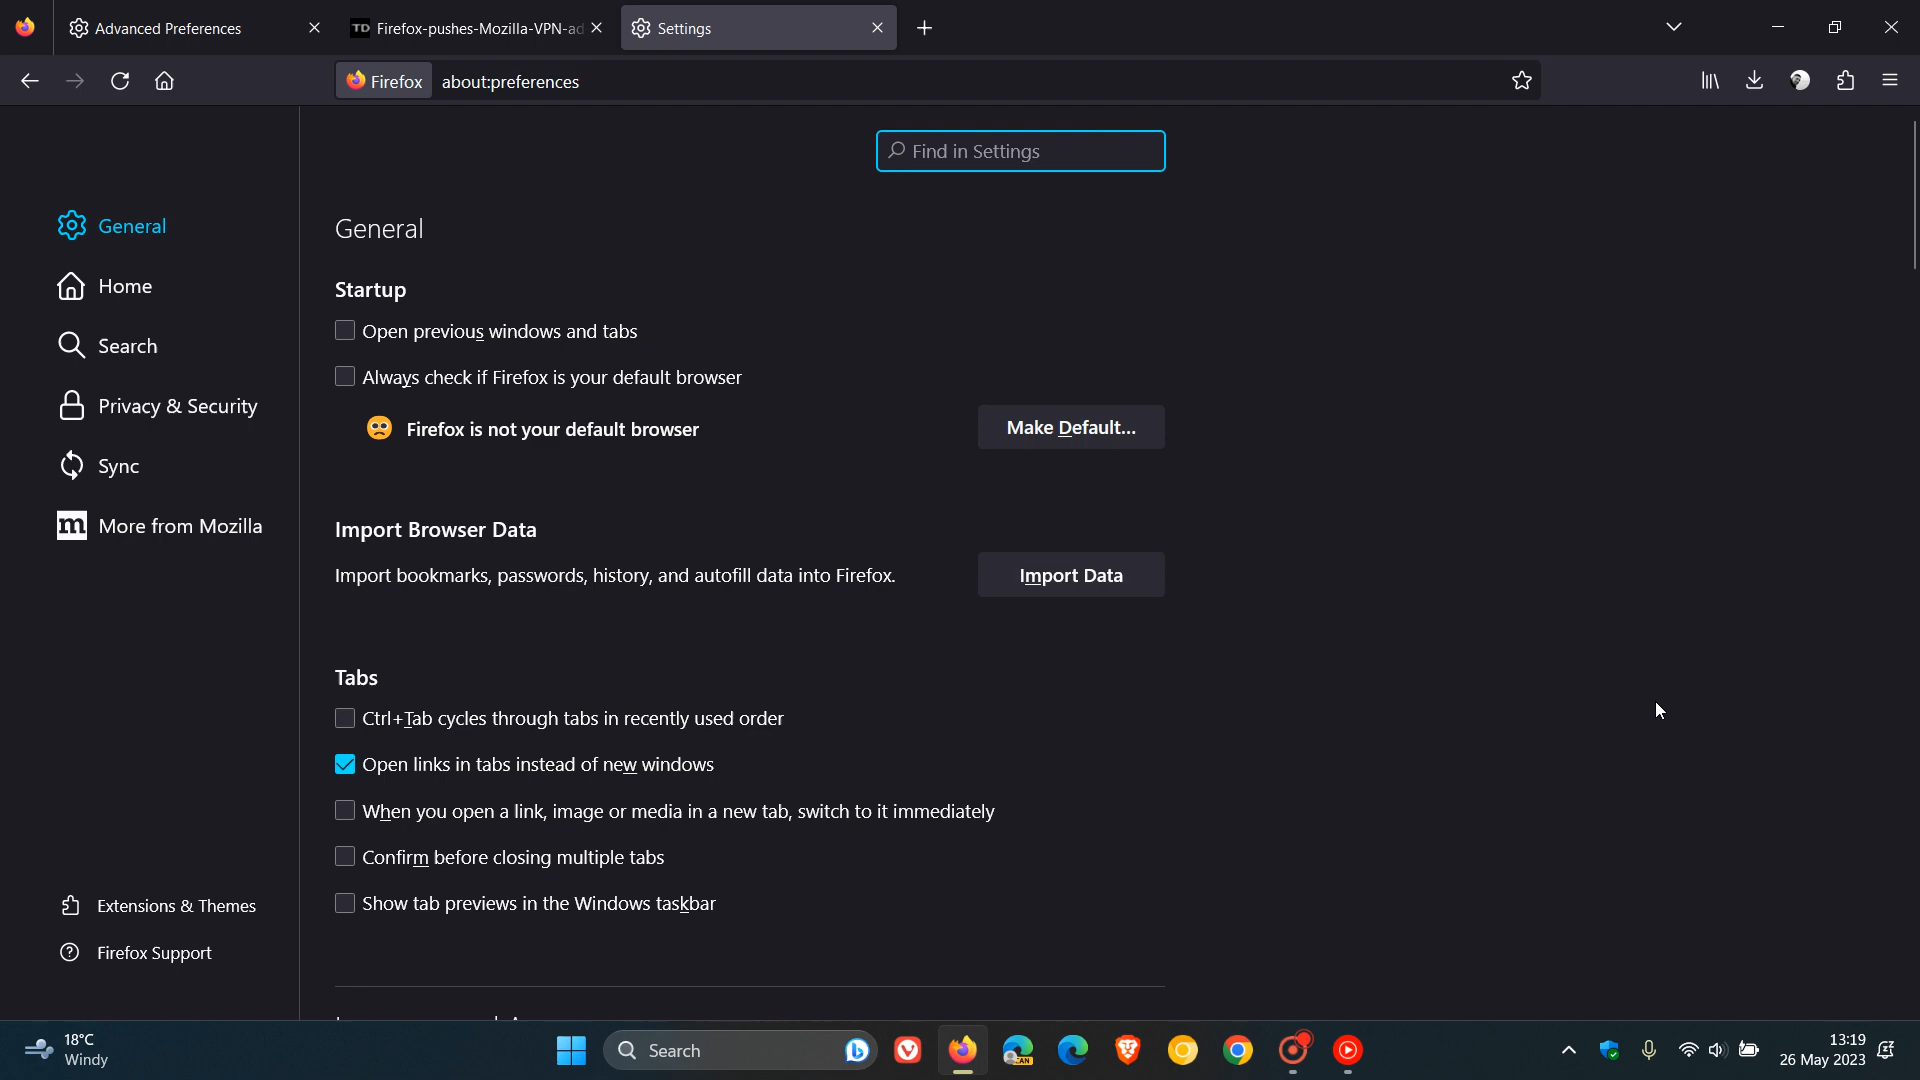 Advanced Preferences
TD Firefox-pushes-Mozilla-VPN-ad
Settings
Firefox about:preferences
Find in Settings
General
Home
Search
Privacy & Security
Sync
m More from Mozilla
Extensions & Themes
Firefox Support
General
Startup
Open previous windows and tabs
Always check if Firefox is your default browser
Firefox is not your default browser
Make Default...
Import Browser Data
Import bookmarks, passwords, history, and autofill data into Firefox.
Import Data
Tabs
Ctrl+Tab cycles through tabs in recently used order
Open links in tabs instead of new windows
When you open a link, image or media in a new tab, switch to it immediately
Confirm before closing multiple tabs
Show tab previews in the Windows taskbar
18°C
Windy
Search
CAN
13:19
26 May 2023